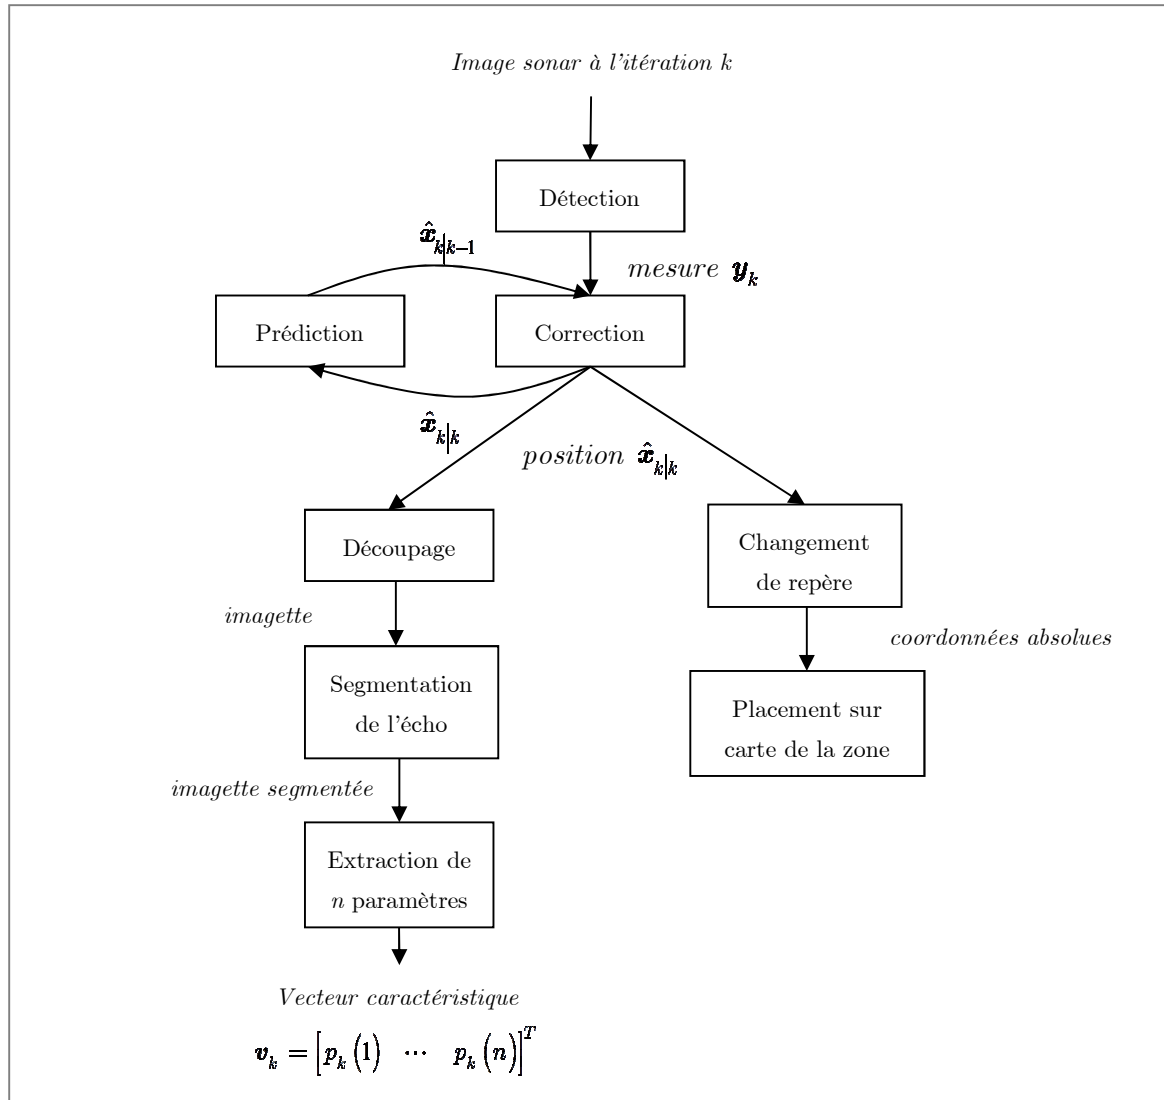 Image sonar à l'itération k
Détection
x̂ₖ|ₖ₋₁
mesure yₖ
Prédiction
Correction
x̂ₖ|ₖ
position x̂ₖ|ₖ
Découpage
Changement
de repère
imagette
coordonnées absolues
Segmentation
de l'écho
Placement sur
carte de la zone
imagette segmentée
Extraction de
n paramètres
Vecteur caractéristique
vₖ = [pₖ(1) ⋯ pₖ(n)]ᵀ